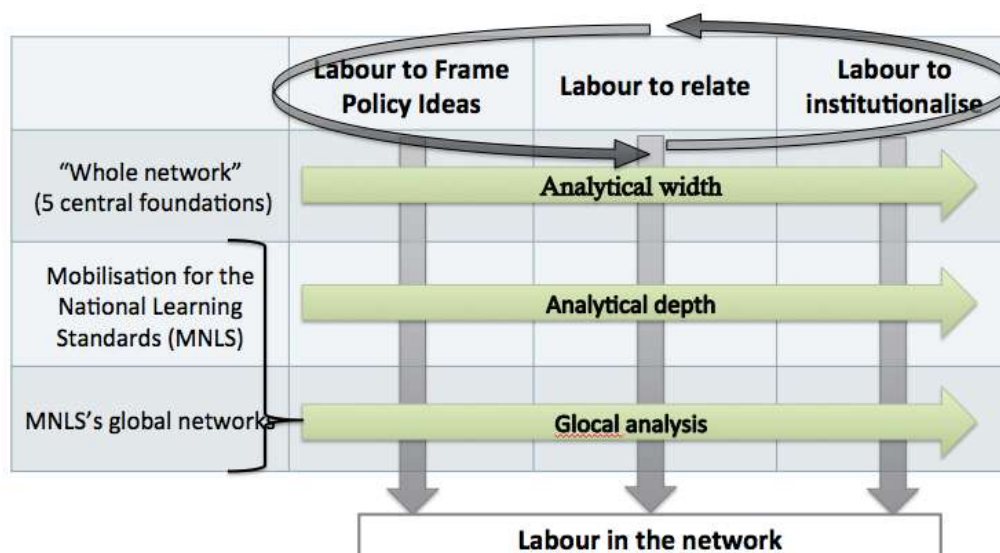 Labour to Frame
Policy Ideas
Labour to relate
Labour to
institutionalise
“Whole network”
(5 central foundations)
Analytical width
Mobilisation for the
National Learning
Standards (MNLS)
Analytical depth
MNLS’s global networks
Glocal analysis
Labour in the network